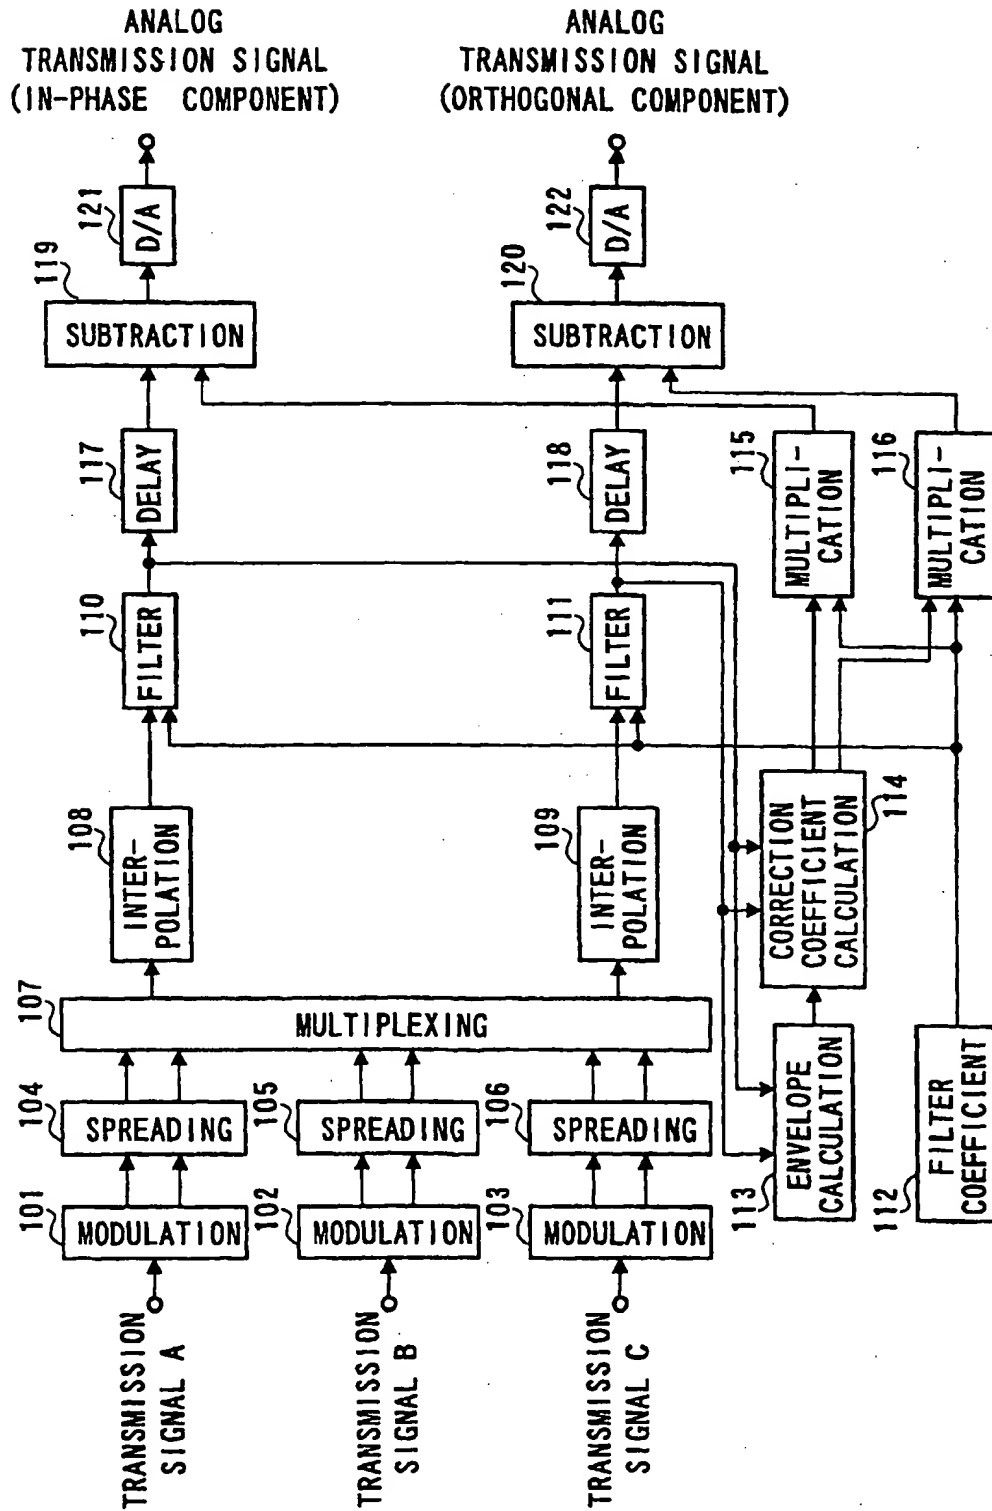 TRANSMISSION
SIGNAL A
TRANSMISSION
SIGNAL B
TRANSMISSION
SIGNAL C
101
MODULATION
102
MODULATION
103
MODULATION
104
SPREADING
105
SPREADING
106
SPREADING
107
MULTIPLEXING
108
INTER-
POLATION
109
INTER-
POLATION
110
FILTER
111
FILTER
112
FILTER
COEFFICIENT
113
ENVELOPE
CALCULATION
114
CORRECTION
COEFFICIENT
CALCULATION
115
MULTIPLI-
CATION
116
MULTIPLI-
CATION
117
DELAY
118
DELAY
119
SUBTRACTION
120
SUBTRACTION
121
D/A
122
D/A
ANALOG
TRANSMISSION SIGNAL
(IN-PHASE COMPONENT)
ANALOG
TRANSMISSION SIGNAL
(ORTHOGONAL COMPONENT)